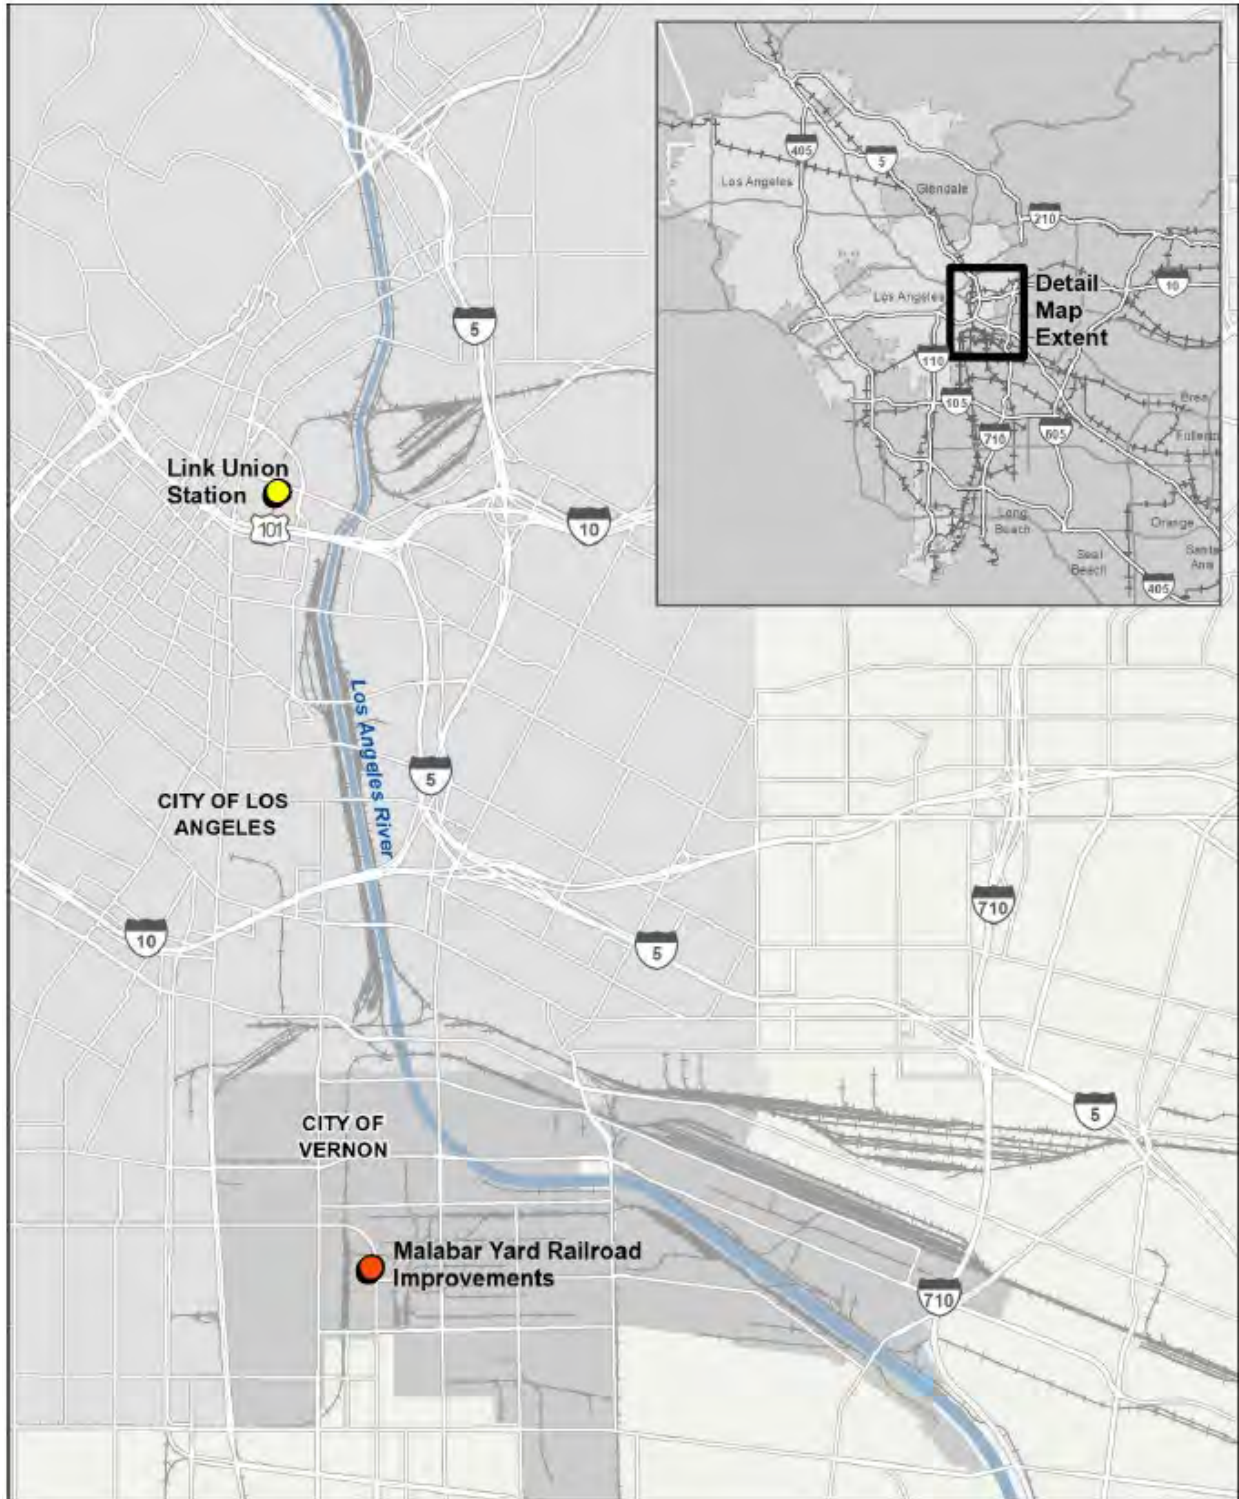 405
5
Los Angeles
Glendale
210
Los Angeles
Detail
Map
Extent
10
110
105
710
605
Brea
Long
Beach
Orange
Seal
Beach
Santa
Ana
405
5
Link Union
Station
101
10
Los Angeles River
5
CITY OF LOS
ANGELES
10
710
5
5
CITY OF
VERNON
Malabar Yard Railroad
Improvements
710